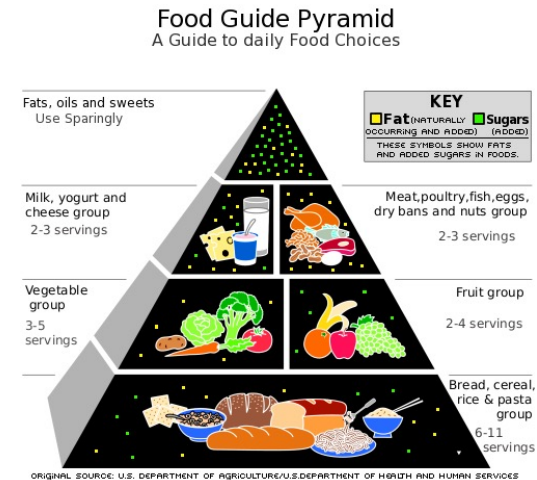 Food Guide Pyramid
A Guide to daily Food Choices
Fats, oils and sweets
Use Sparingly
KEY
Fat (NATURALLY OCCURRING AND ADDED) Sugars (ADDED)
THESE SYMBOLS SHOW FATS
AND ADDED SUGARS IN FOODS.
Milk, yogurt and
cheese group
2-3 servings
Meat,poultry,fish,eggs,
dry bans and nuts group
2-3 servings
Vegetable
group
3-5
servings
Fruit group
2-4 servings
Bread, cereal,
rice & pasta
group
6-11
servings
ORIGINAL SOURCE: U.S. DEPARTMENT OF AGRICULTURE/U.S.DEPARTMENT OF HEALTH AND HUMAN SERVICES